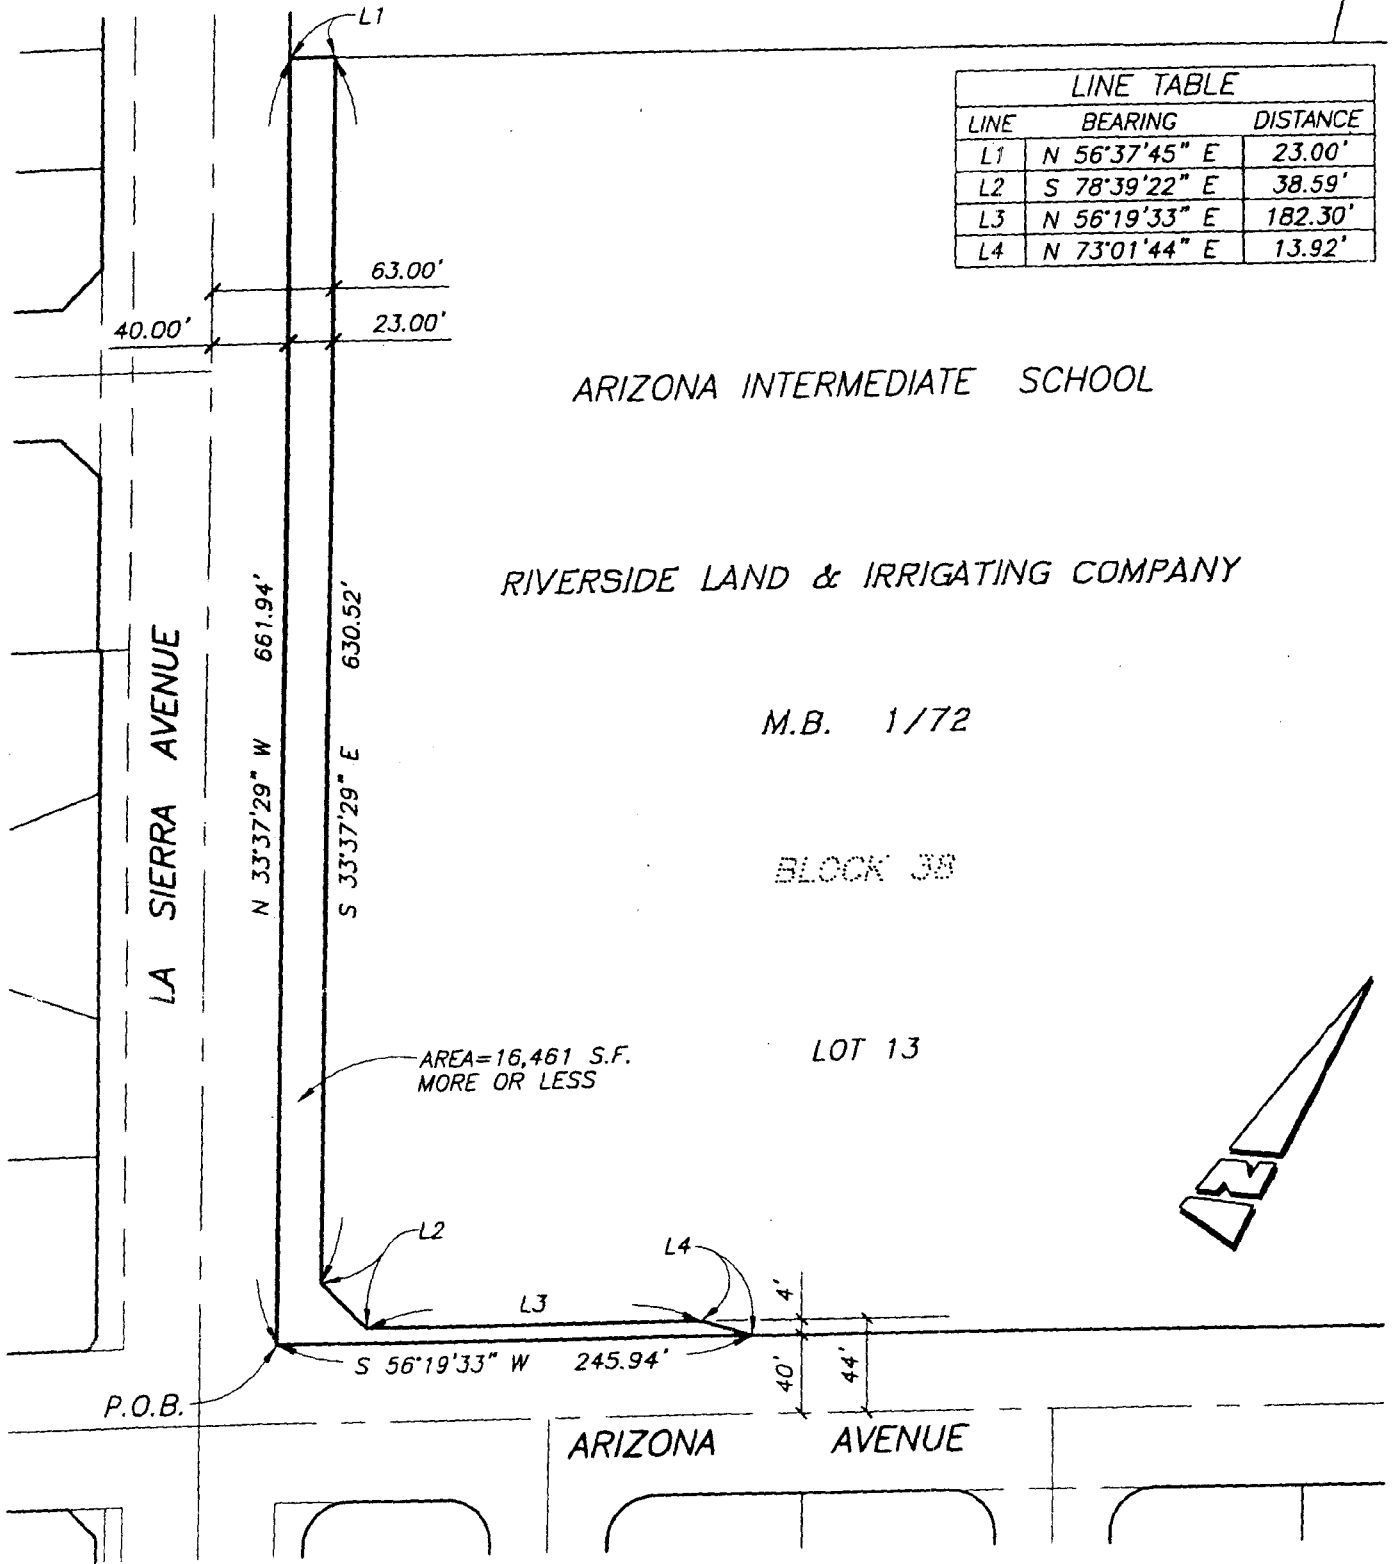 L1
LINE TABLE
LINE BEARING DISTANCE
L1 N 56°37'45" E 23.00'
L2 S 78°39'22" E 38.59'
L3 N 56°19'33" E 182.30'
L4 N 73°01'44" E 13.92'
63.00'
40.00' 23.00'
ARIZONA INTERMEDIATE SCHOOL
RIVERSIDE LAND & IRRIGATING COMPANY
M.B. 1/72
BLOCK 38
LOT 13
LA SIERRA AVENUE
N 33°37'29" W 661.94'
S 33°37'29" E 630.52'
AREA=16,461 S.F.
MORE OR LESS
N
L2
L4
L3
4'
S 56°19'33" W 245.94'
40'
44'
P.O.B.
ARIZONA AVENUE